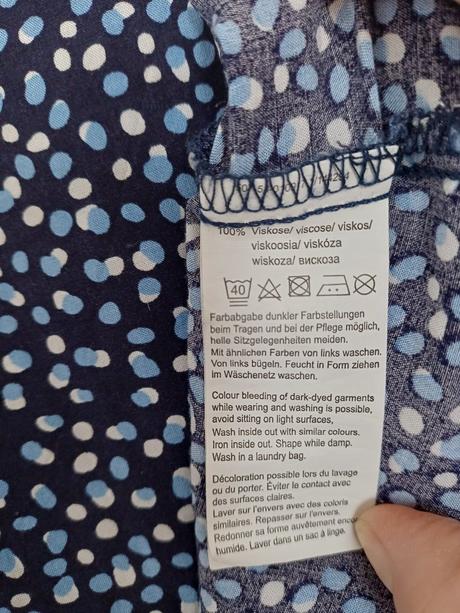 100% Viskose/ viscose/ viskos/
viskoosia/ viskóza
wiskoza/ вискоза
40
Farbabgabe dunkler Farbstellungen
beim Tragen und bei der Pflege möglich,
helle Sitzgelegenheiten meiden.
Mit ähnlichen Farben von links waschen.
Von links bügeln. Feucht in Form ziehen
im Wäschenetz waschen.
Colour bleeding of dark-dyed garments
while wearing and washing is possible,
avoid sitting on light surfaces,
Wash inside out with similar colours.
Iron inside out. Shape while damp.
Wash in a laundry bag.
Décoloration possible lors du lavage
ou du porter. Éviter le contact avec
des surfaces claires.
Laver sur l'envers avec des coloris
similaires. Repasser sur l'envers.
Redonner sa forme auvêtement enco
humide. Laver dans un sac à linge.